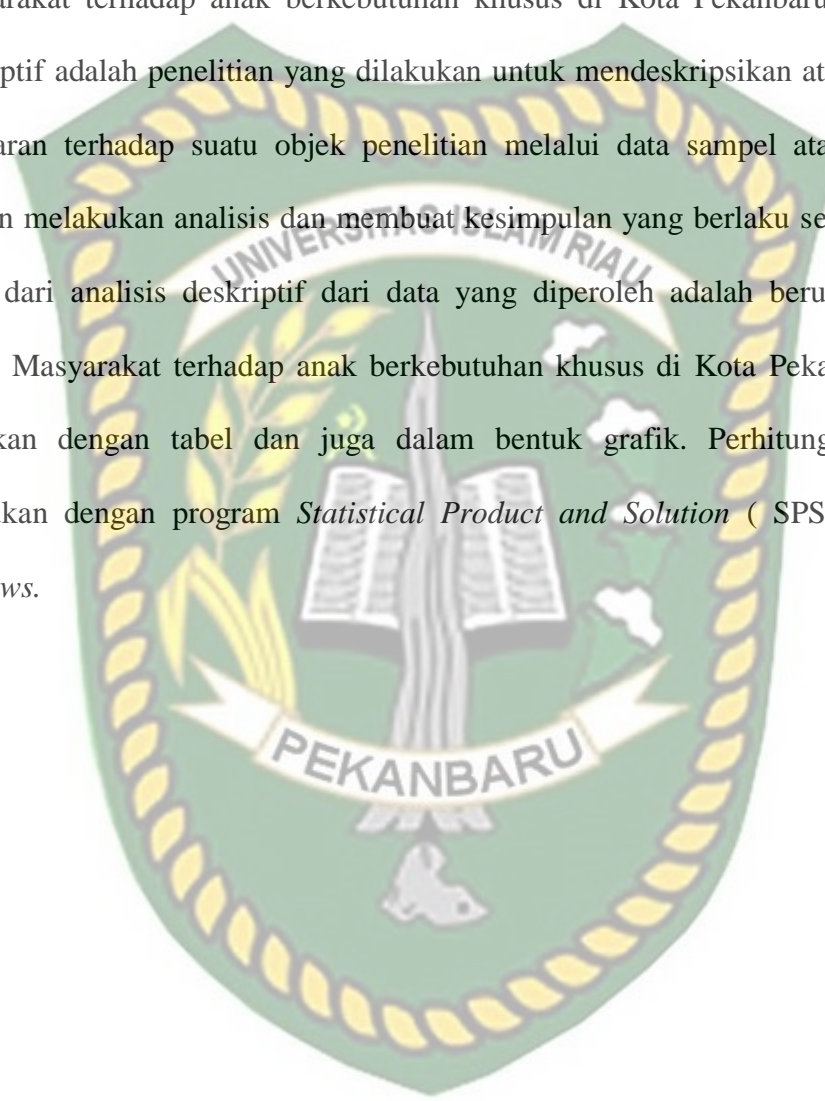 arakat terhadap anak berkebutuhan khusus di Kota Pekanbaru
ptif adalah penelitian yang dilakukan untuk mendeskripsikan at
aran terhadap suatu objek penelitian melalui data sampel ata
n melakukan analisis dan membuat kesimpulan yang berlaku se
UNIVERSITAS ISLAM RIAU
dari analisis deskriptif dari data yang diperoleh adalah beru
Masyarakat terhadap anak berkebutuhan khusus di Kota Peka
kan dengan tabel dan juga dalam bentuk grafik. Perhitung
ukan dengan program Statistical Product and Solution ( SPS
ws.
PEKANBARU